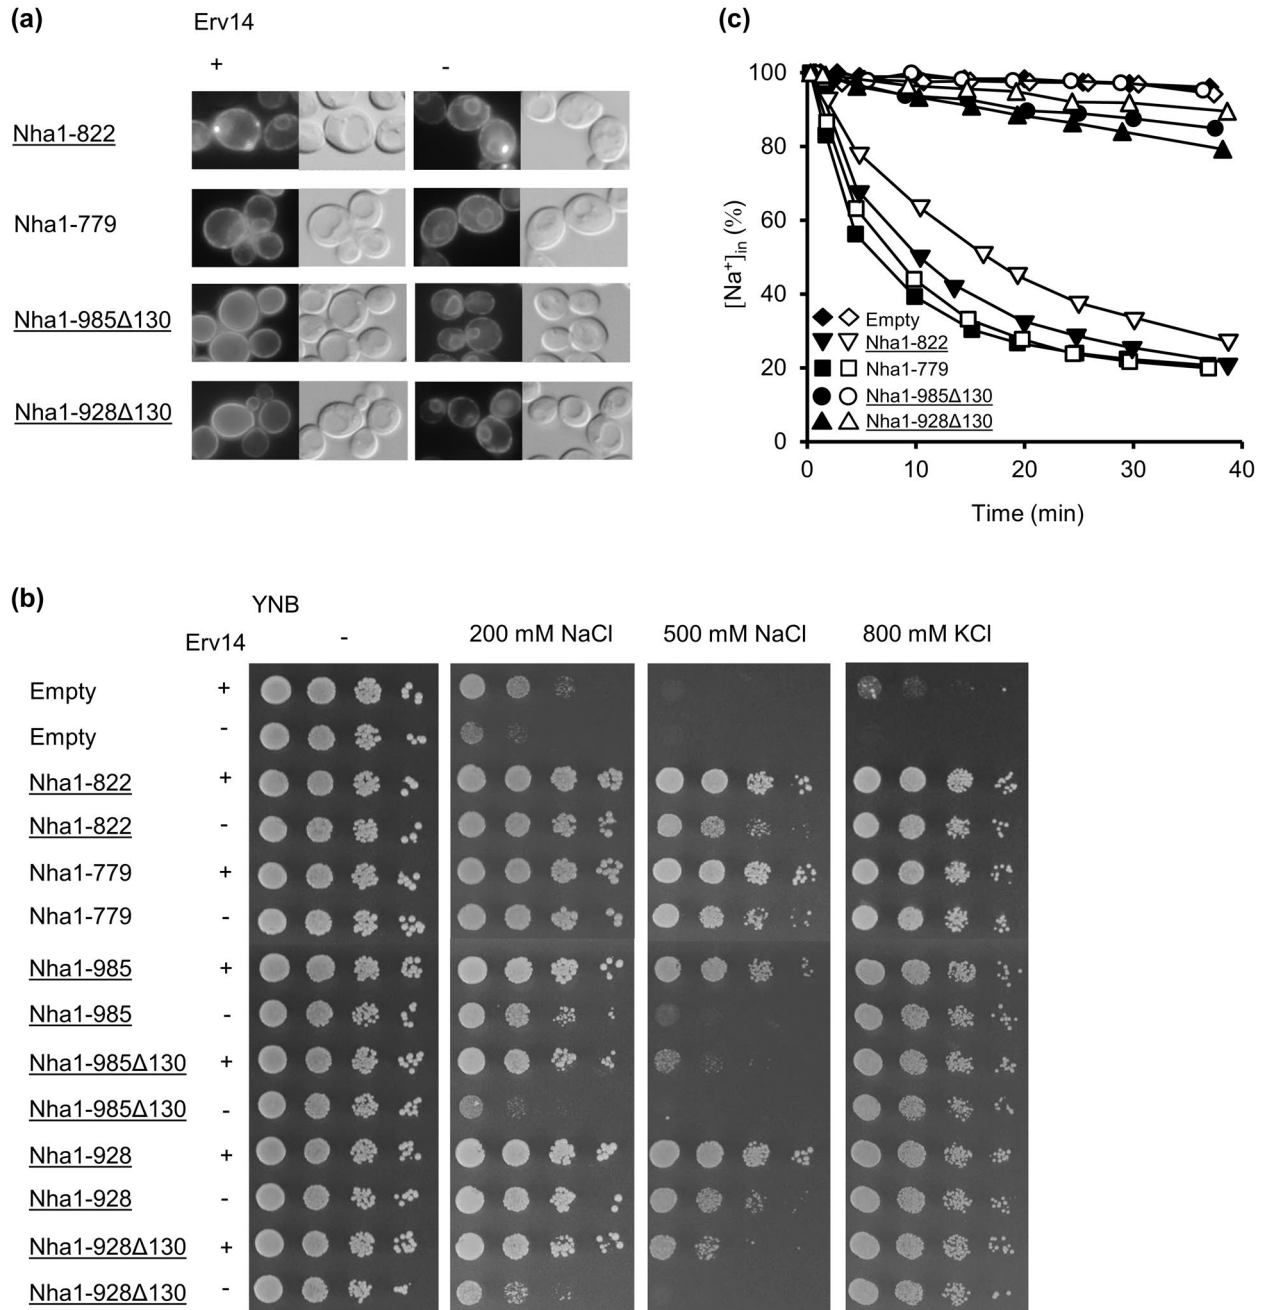 (a)
Erv14
+ -
Nha1-822
Nha1-779
Nha1-985Δ130
Nha1-928Δ130
(c)
100
80
60
40
20
0
[Na⁺]in (%)
Empty
Nha1-822
Nha1-779
Nha1-985Δ130
Nha1-928Δ130
0 10 20 30 40
Time (min)
(b)
YNB
Erv14 - 200 mM NaCl 500 mM NaCl 800 mM KCl
Empty +
Empty -
Nha1-822 +
Nha1-822 -
Nha1-779 +
Nha1-779 -
Nha1-985 +
Nha1-985 -
Nha1-985Δ130 +
Nha1-985Δ130 -
Nha1-928 +
Nha1-928 -
Nha1-928Δ130 +
Nha1-928Δ130 -